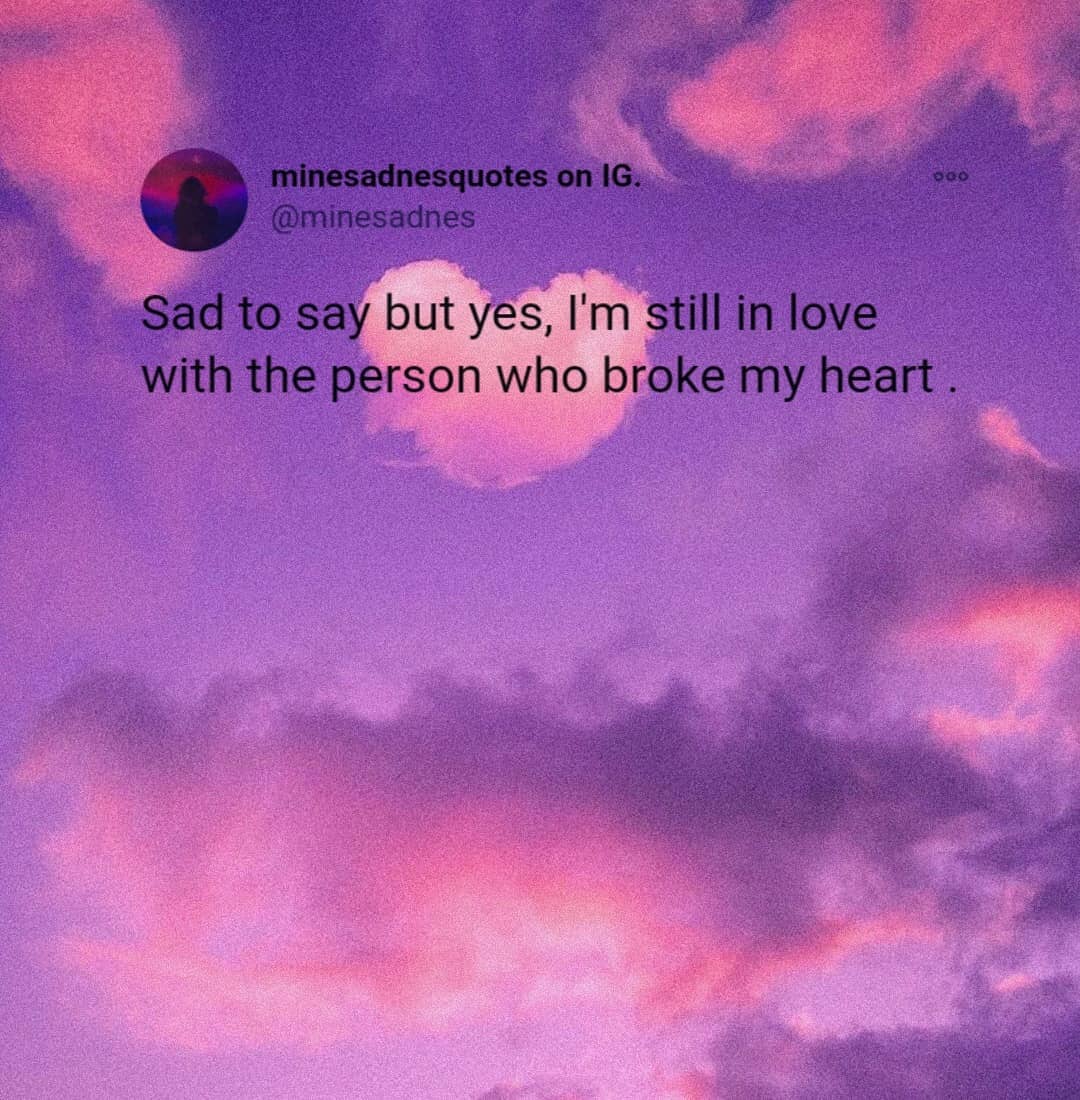 minesadnesquotes on IG.
@minesadnes
Sad to say but yes, I'm still in love
with the person who broke my heart .